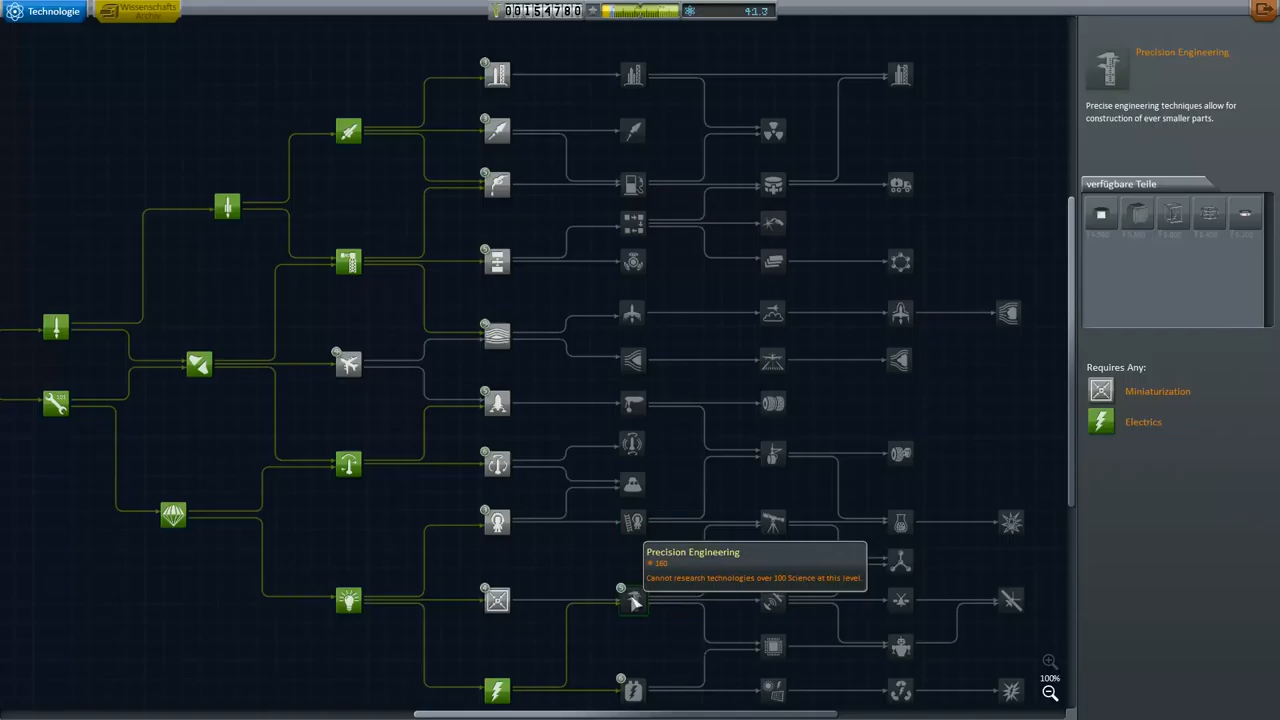 Technologie
Wissenschafts
Archiv
00154780
41.3
Precision Engineering
Precise engineering techniques allow for
construction of ever smaller parts.
verfügbare Teile
Requires Any:
Miniaturization
Electrics
101
Precision Engineering
160
Cannot research technologies over 100 Science at this level.
100%